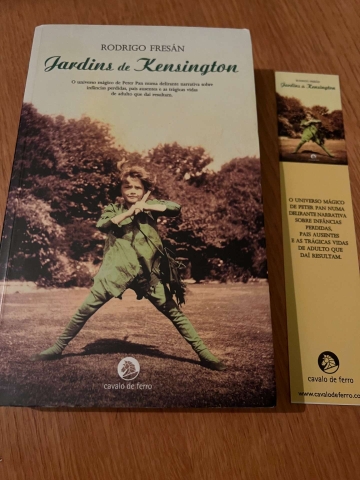 RODRIGO FRESÁN
Jardins de Kensington
O universo mágico de Peter Pan numa delirante narrativa sobre
infâncias perdidas, pais ausentes e as trágicas vidas
de adulto que daí resultam.
cavalo de ferro
RODRIGO FRESÁN
Jardins de Kensington
O UNIVERSO MÁGICO
DE PETER PAN NUMA
DELIRANTE NARRATIVA
SOBRE INFÂNCIAS
PERDIDAS,
PAIS AUSENTES
E AS TRÁGICAS VIDAS
DE ADULTO QUE
DAÍ RESULTAM.
cavalo de ferro
www.cavalodeferro.co